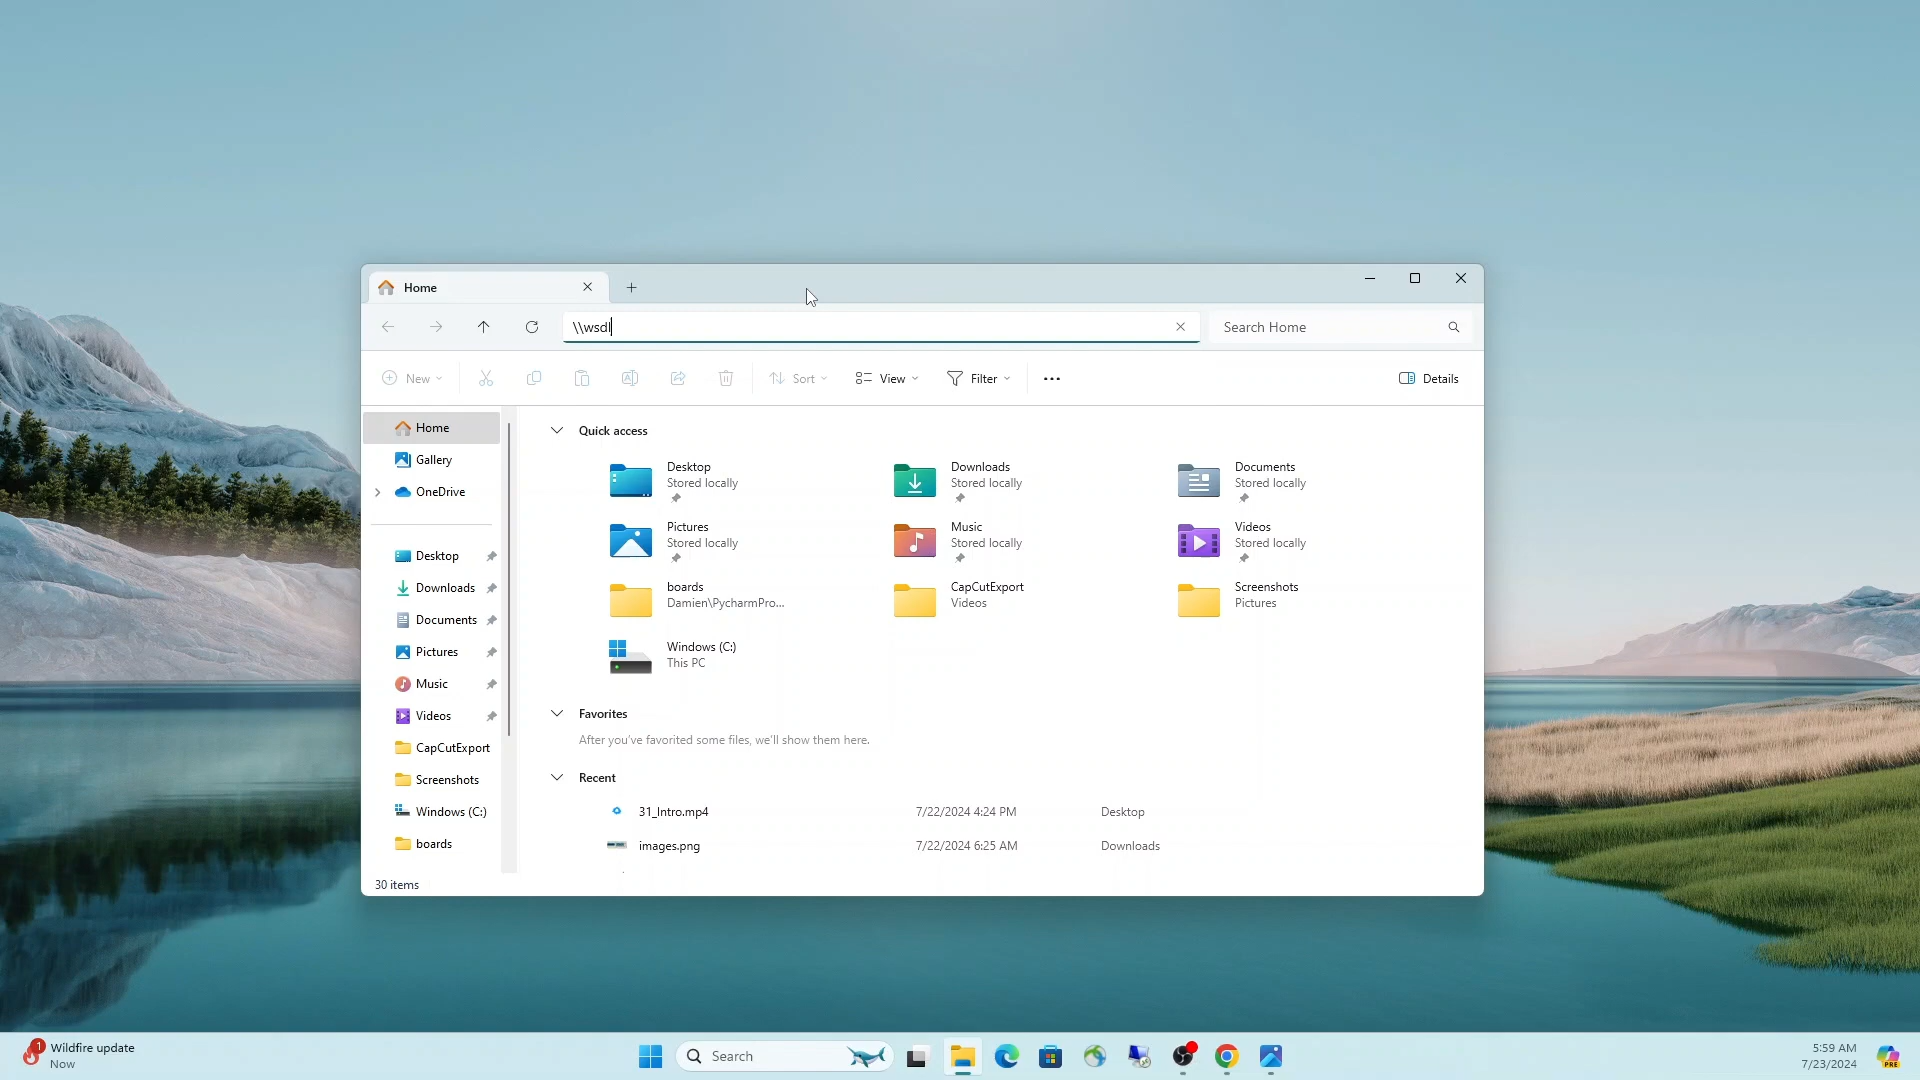 Home
\\wsdl
Search Home
New
Sort
View
Filter
Details
Home
Gallery
OneDrive
Desktop
Downloads
Documents
Pictures
Music
Videos
CapCutExport
Screenshots
Windows (C:)
boards
Quick access
Desktop
Stored locally
Downloads
Stored locally
Documents
Stored locally
Pictures
Stored locally
Music
Stored locally
Videos
Stored locally
boards
Damien\PycharmPro...
CapCutExport
Videos
Screenshots
Pictures
Windows (C:)
This PC
Favorites
After you've favorited some files, we'll show them here.
Recent
31_Intro.mp4 7/22/2024 4:24 PM Desktop
images.png 7/22/2024 6:25 AM Downloads
30 items
1
Wildfire update
Now
Search
5:59 AM
7/23/2024
PRE